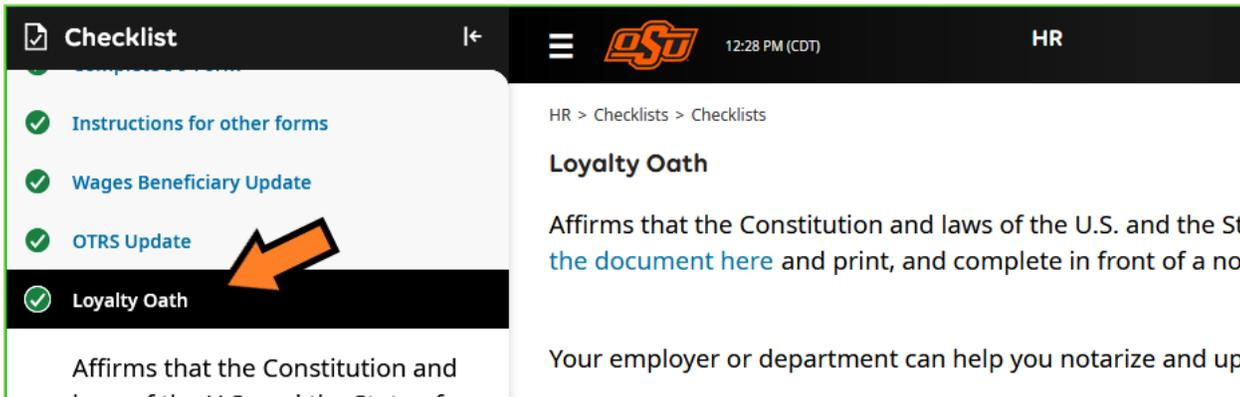 Checklist
Instructions for other forms
Wages Beneficiary Update
OTRS Update
Loyalty Oath
Affirms that the Constitution and
OSU
12:28 PM (CDT)
HR
HR > Checklists > Checklists
Loyalty Oath
Affirms that the Constitution and laws of the U.S. and the St
the document here and print, and complete in front of a no
Your employer or department can help you notarize and up